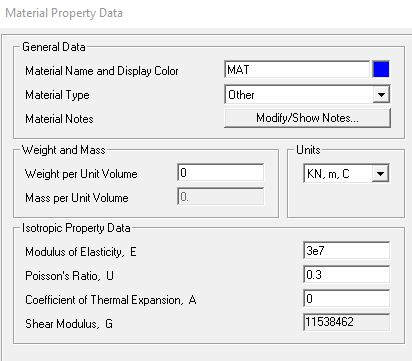 Material Property Data
General Data
Material Name and Display Color MAT
Material Type Other
Material Notes Modify/Show Notes...
Weight and Mass
Weight per Unit Volume 0
Mass per Unit Volume 0.
Units
KN, m, C
Isotropic Property Data
Modulus of Elasticity, E 3e7
Poisson's Ratio, U 0.3
Coefficient of Thermal Expansion, A 0
Shear Modulus, G 11538462